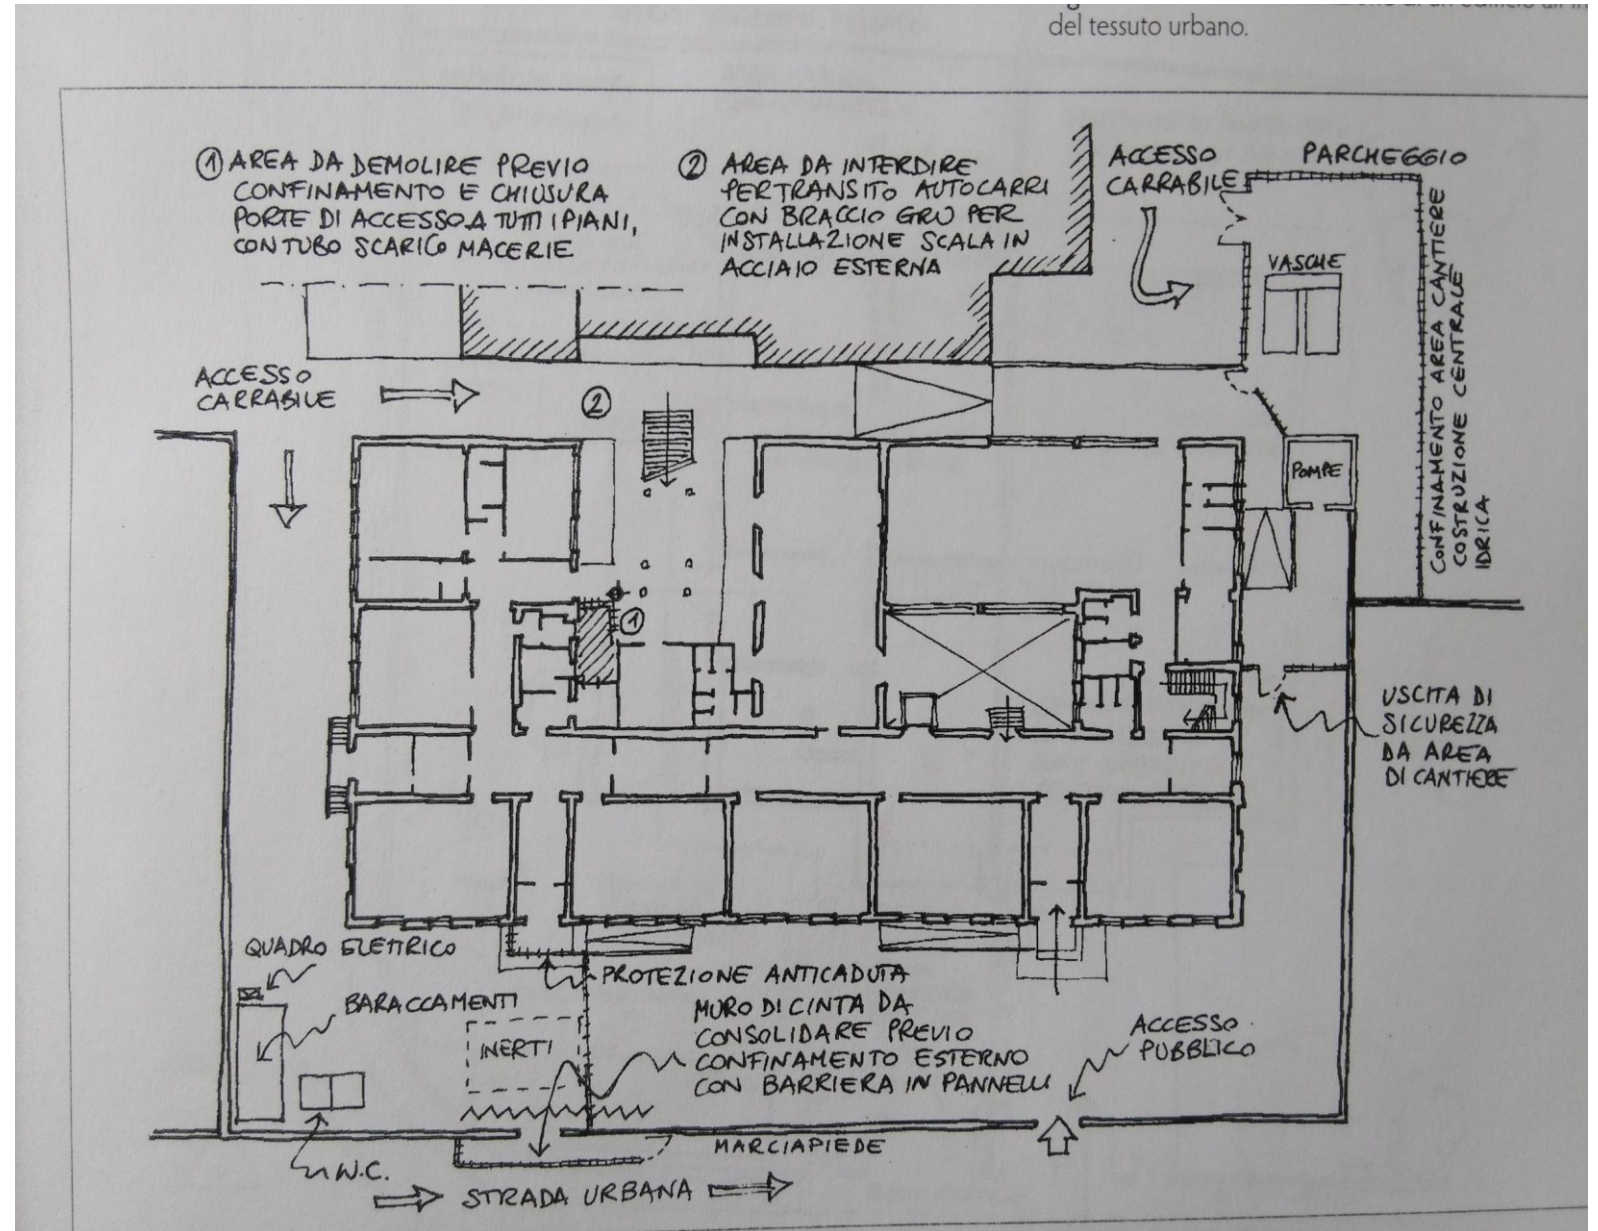 del tessuto urbano.
① AREA DA DEMOLIRE PREVIO
CONFINAMENTO E CHIUSURA
PORTE DI ACCESSO A TUTTI I PIANI,
CON TUBO SCARICO MACERIE
② AREA DA INTERDIRE
PER TRANSITO AUTOCARRI
CON BRACCIO GRU PER
INSTALLAZIONE SCALA IN
ACCIAIO ESTERNA
ACCESSO
CARRABILE
PARCHEGGIO
VASCHE
CONFINAMENTO AREA CANTIERE
COSTRUZIONE CENTRALE
IDRICA
ACCESSO
CARRABILE
②
POMPE
①
USCITA DI
SICUREZZA
DA AREA
DI CANTIERE
QUADRO ELETTRICO
BARACCAMENTI
PROTEZIONE ANTICADUTA
MURO DI CINTA DA
CONSOLIDARE PREVIO
CONFINAMENTO ESTERNO
CON BARRIERA IN PANNELLI
INERTI
ACCESSO
PUBBLICO
MARCIAPIEDE
W.C.
STRADA URBANA